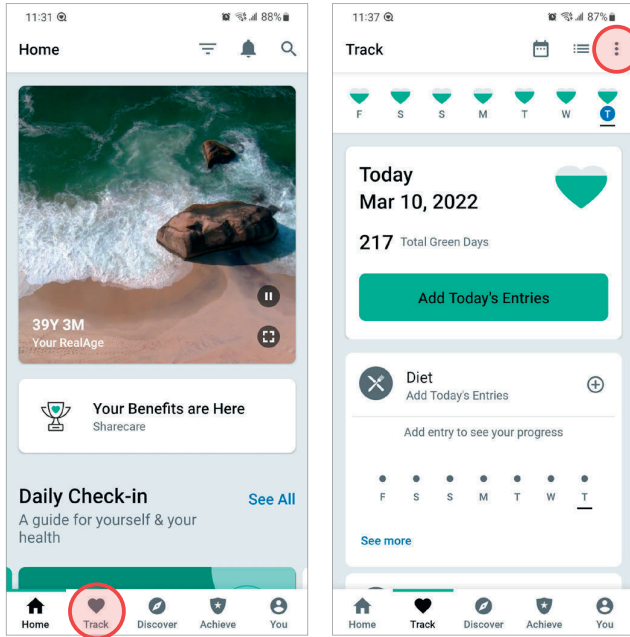 11:31
88%
Home
39Y 3M
Your RealAge
Your Benefits are Here
Sharecare
Daily Check-in
See All
A guide for yourself & your
health
Home
Track
Discover
Achieve
You
11:37
87%
Track
F S S M T W T
Today
Mar 10, 2022
217 Total Green Days
Add Today's Entries
Diet
Add Today's Entries
Add entry to see your progress
F S S M T W T
See more
Home
Track
Discover
Achieve
You